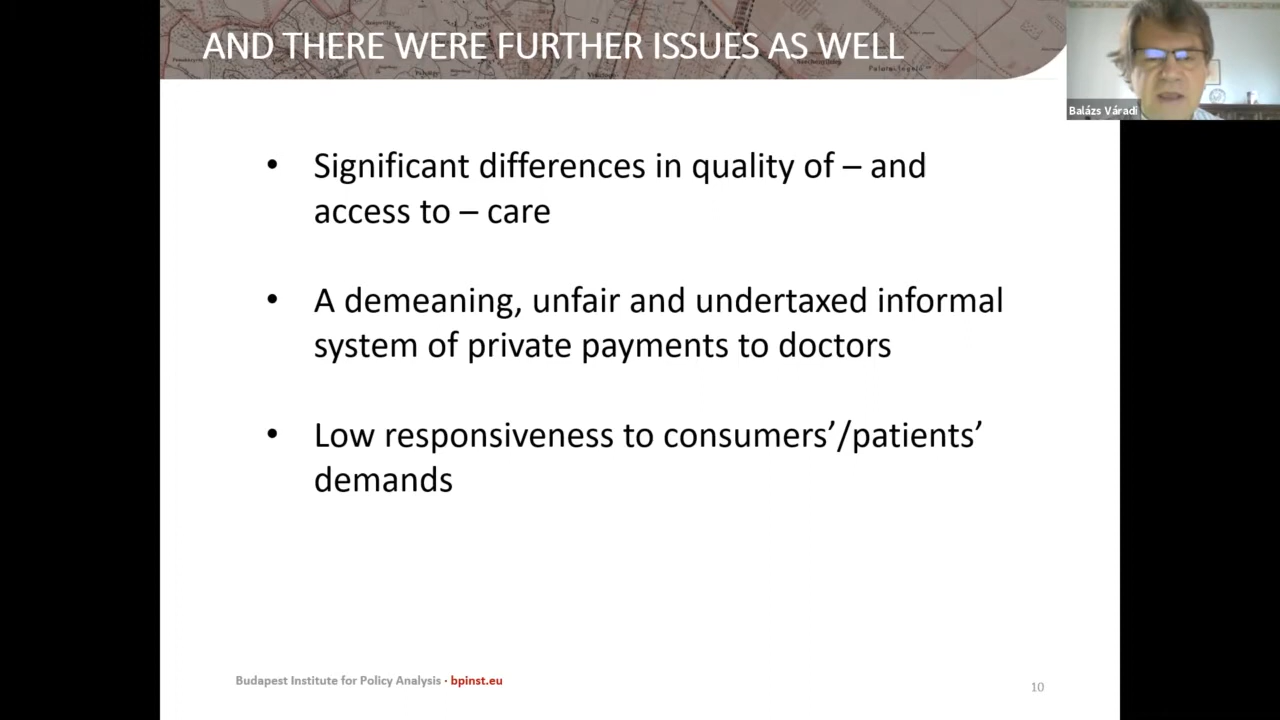 AND THERE WERE FURTHER ISSUES AS WELL
Balázs Váradi
• Significant differences in quality of – and
access to – care
• A demeaning, unfair and undertaxed informal
system of private payments to doctors
• Low responsiveness to consumers’/patients’
demands
Budapest Institute for Policy Analysis · bpinst.eu
10